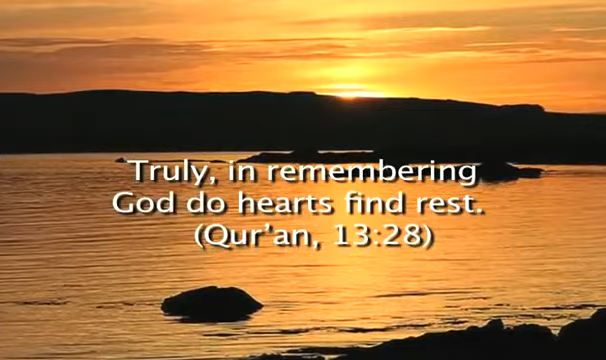 Truly, in remembering
God do hearts find rest.
(Qur'an, 13:28)